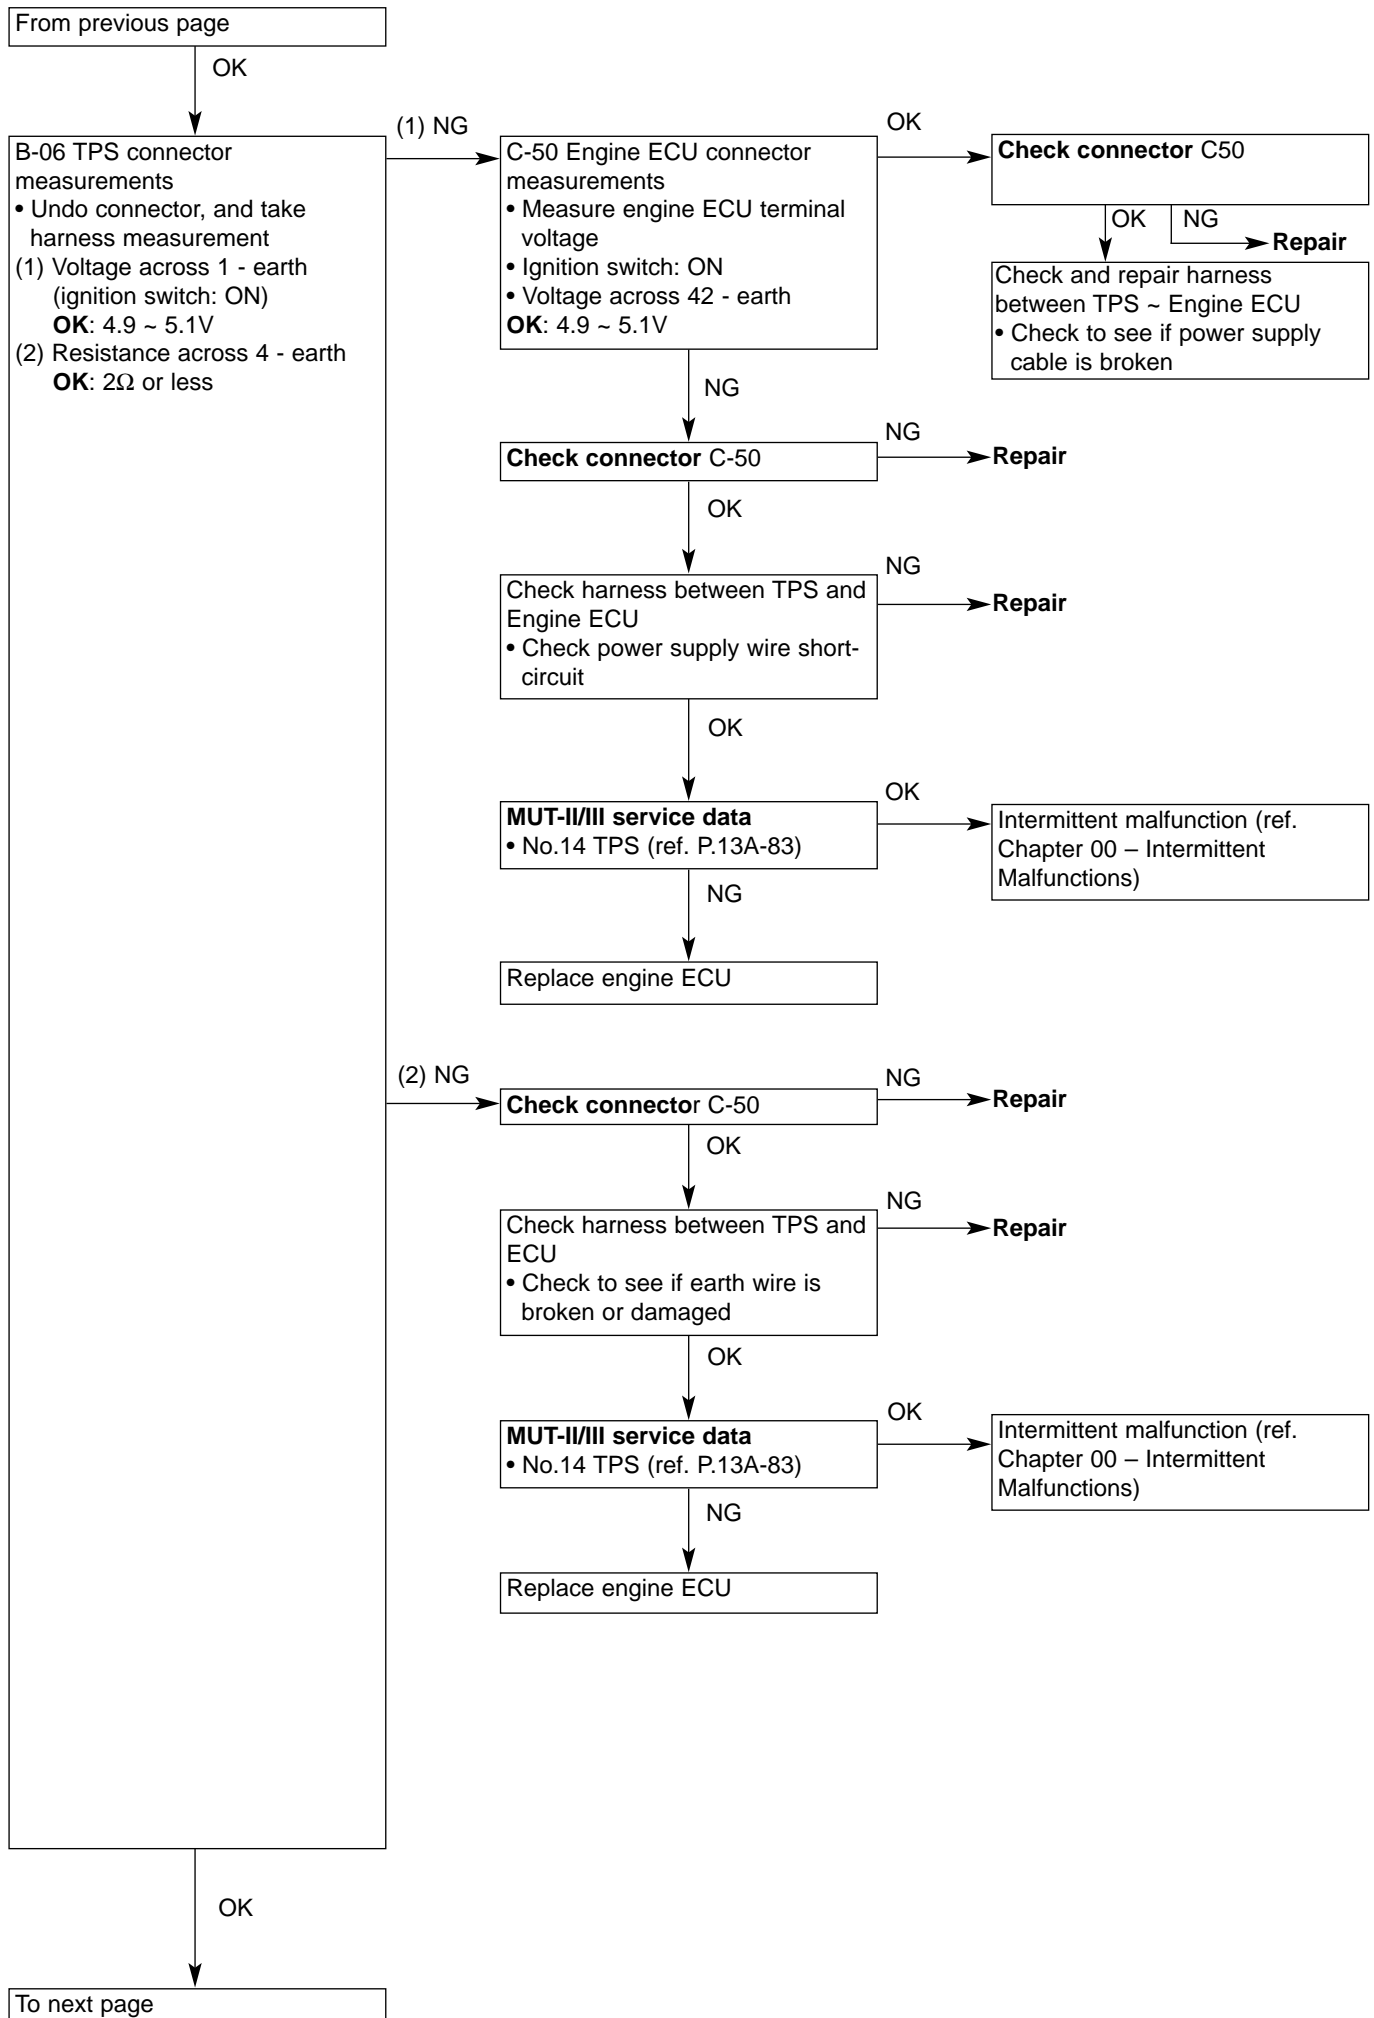 From previous page
OK
B-06 TPS connector
measurements
• Undo connector, and take
harness measurement
(1) Voltage across 1 - earth
(ignition switch: ON)
OK: 4.9 ~ 5.1V
(2) Resistance across 4 - earth
OK: 2Ω or less
(1) NG
C-50 Engine ECU connector
measurements
• Measure engine ECU terminal
voltage
• Ignition switch: ON
• Voltage across 42 - earth
OK: 4.9 ~ 5.1V
OK
Check connector C50
OK
NG
Repair
Check and repair harness
between TPS ~ Engine ECU
• Check to see if power supply
cable is broken
NG
Check connector C-50
NG
Repair
OK
Check harness between TPS and
Engine ECU
• Check power supply wire short-
circuit
NG
Repair
OK
MUT-II/III service data
• No.14 TPS (ref. P.13A-83)
OK
Intermittent malfunction (ref.
Chapter 00 – Intermittent
Malfunctions)
NG
Replace engine ECU
(2) NG
Check connector C-50
NG
Repair
OK
Check harness between TPS and
ECU
• Check to see if earth wire is
broken or damaged
NG
Repair
OK
MUT-II/III service data
• No.14 TPS (ref. P.13A-83)
OK
Intermittent malfunction (ref.
Chapter 00 – Intermittent
Malfunctions)
NG
Replace engine ECU
OK
To next page